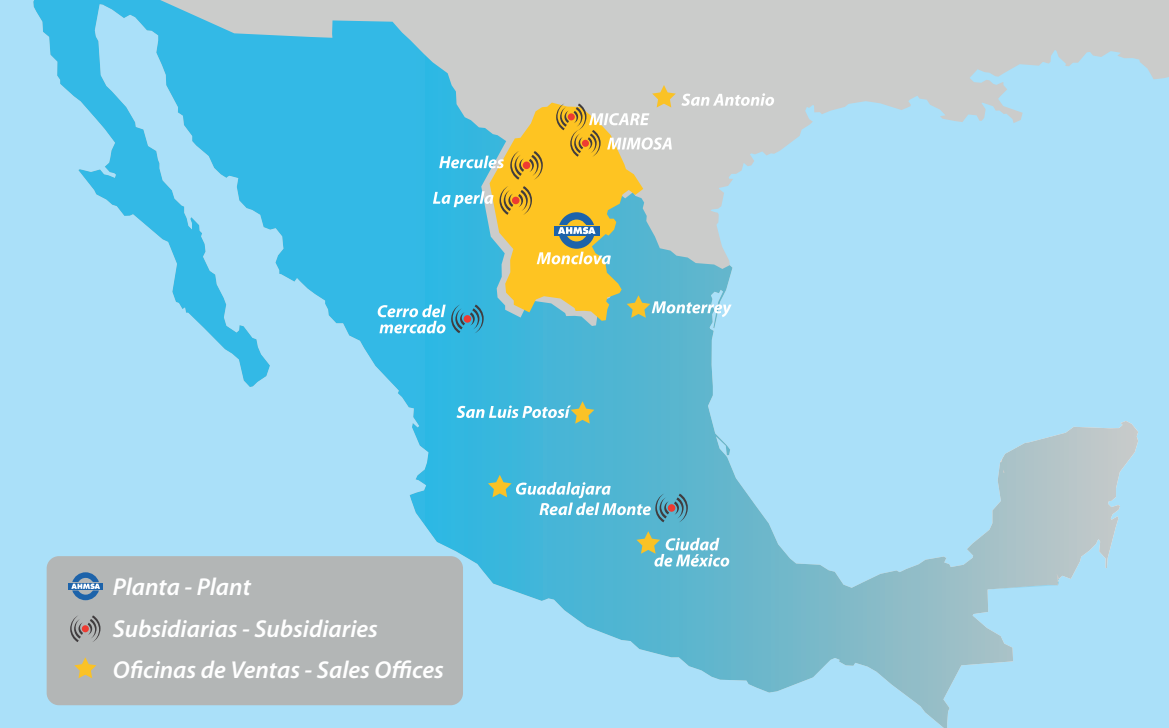 San Antonio
MICARE
MIMOSA
Hercules
La perla
AHMSA
Monclova
Cerro del
mercado
Monterrey
San Luis Potosí
Guadalajara
Real del Monte
Ciudad
de México
AHMSA
Planta - Plant
Subsidiarias - Subsidiaries
Oficinas de Ventas - Sales Offices